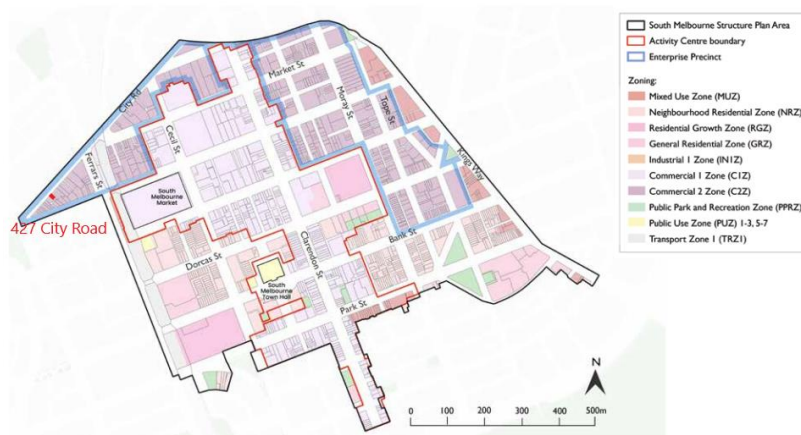 South Melbourne Structure Plan Area
Activity Centre boundary
Enterprise Precinct
Zoning:
Mixed Use Zone (MUZ)
Neighbourhood Residential Zone (NRZ)
Residential Growth Zone (RGZ)
General Residential Zone (GRZ)
Industrial 1 Zone (IN1Z)
Commercial 1 Zone (C1Z)
Commercial 2 Zone (C2Z)
Public Park and Recreation Zone (PPRZ)
Public Use Zone (PUZ) 1-3, 5-7
Transport Zone 1 (TRZ1)
City Rd
Market St
Moray St
Tope St
Cecil St
Kings Way
Ferrars St
South
Melbourne
Market
427 City Road
Clarendon St
Bank St
Dorcas St
South
Melbourne
Town Hall
Park St
N
0 100 200 300 400 500m